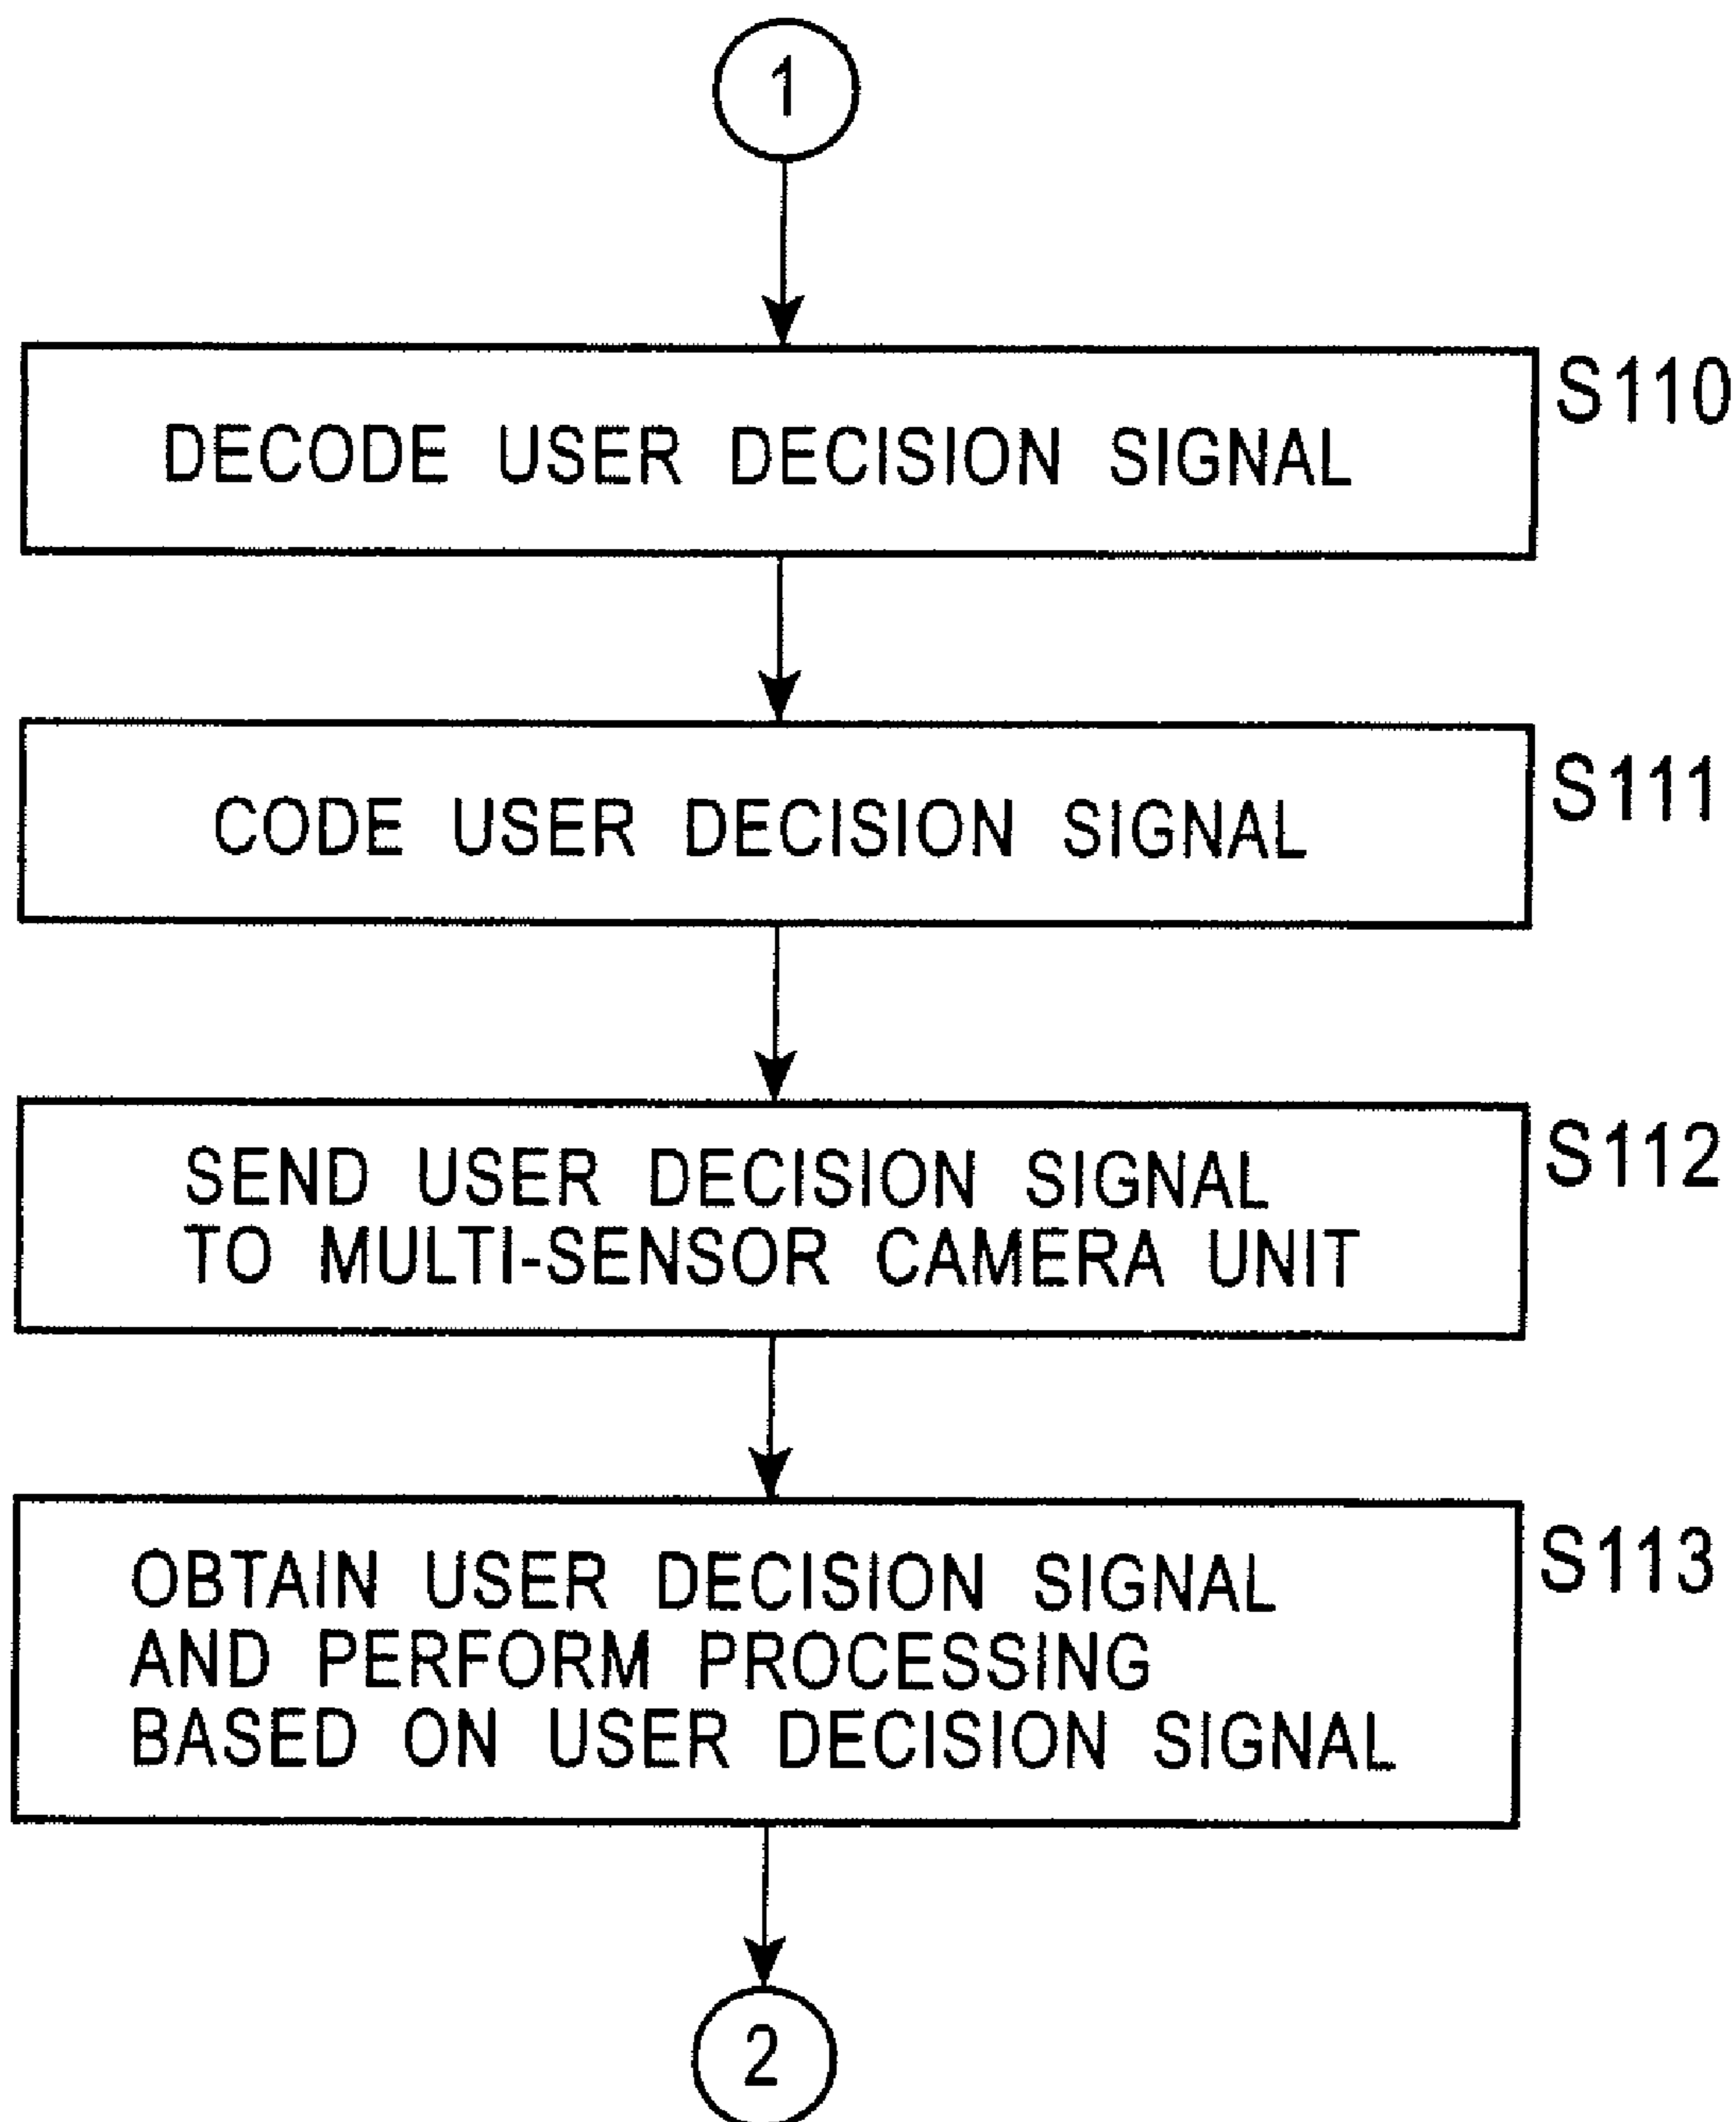 1
S110
DECODE USER DECISION SIGNAL
S111
CODE USER DECISION SIGNAL
S112
SEND USER DECISION SIGNAL
TO MULTI-SENSOR CAMERA UNIT
S113
OBTAIN USER DECISION SIGNAL
AND PERFORM PROCESSING
BASED ON USER DECISION SIGNAL
2